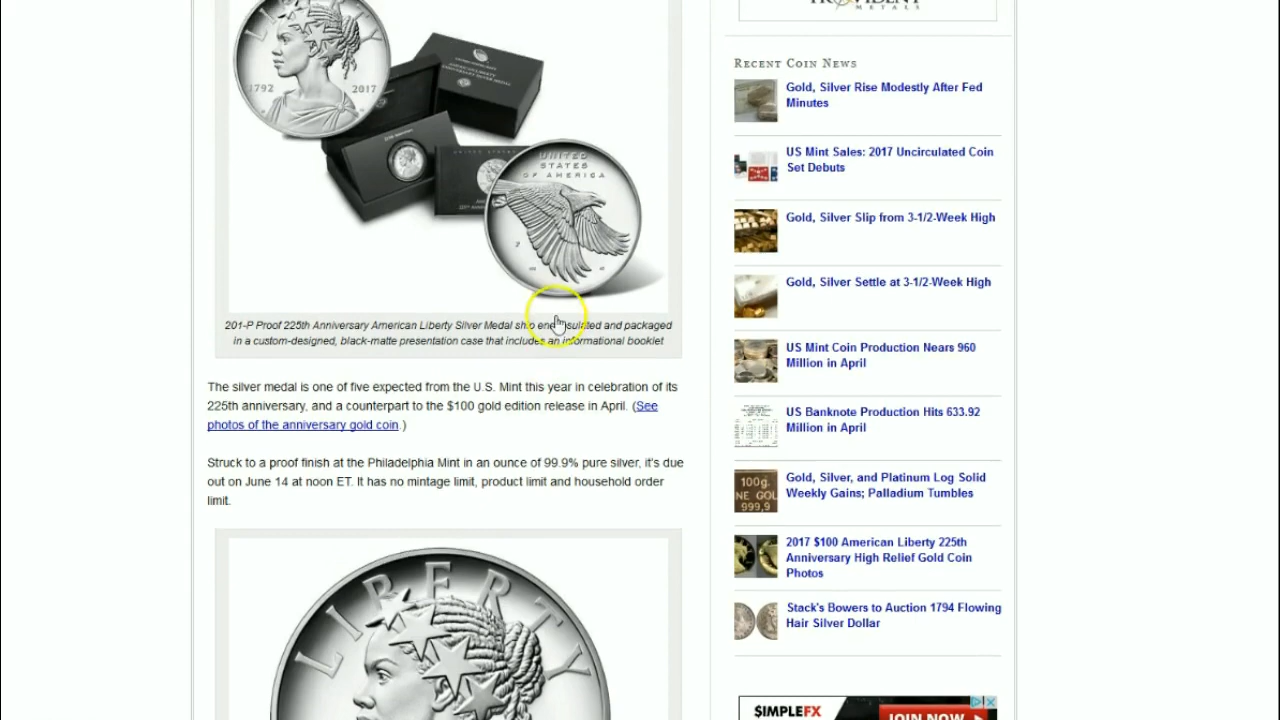 LIBERTY
1792 2017
UNITED
STATES
OF AMERICA
201-P Proof 225th Anniversary American Liberty Silver Medal ship encapsulated and packaged
in a custom-designed, black-matte presentation case that includes an informational booklet
The silver medal is one of five expected from the U.S. Mint this year in celebration of its
225th anniversary, and a counterpart to the $100 gold edition release in April. (See
photos of the anniversary gold coin.)
Struck to a proof finish at the Philadelphia Mint in an ounce of 99.9% pure silver, it's due
out on June 14 at noon ET. It has no mintage limit, product limit and household order
limit.
LIBERTY
PROVIDENT
METALS
RECENT COIN NEWS
Gold, Silver Rise Modestly After Fed
Minutes
US Mint Sales: 2017 Uncirculated Coin
Set Debuts
Gold, Silver Slip from 3-1/2-Week High
Gold, Silver Settle at 3-1/2-Week High
US Mint Coin Production Nears 960
Million in April
US Banknote Production Hits 633.92
Million in April
100g.
NE GOL
999,9
Gold, Silver, and Platinum Log Solid
Weekly Gains; Palladium Tumbles
2017 $100 American Liberty 225th
Anniversary High Relief Gold Coin
Photos
Stack's Bowers to Auction 1794 Flowing
Hair Silver Dollar
SIMPLEFX
JOIN NOW